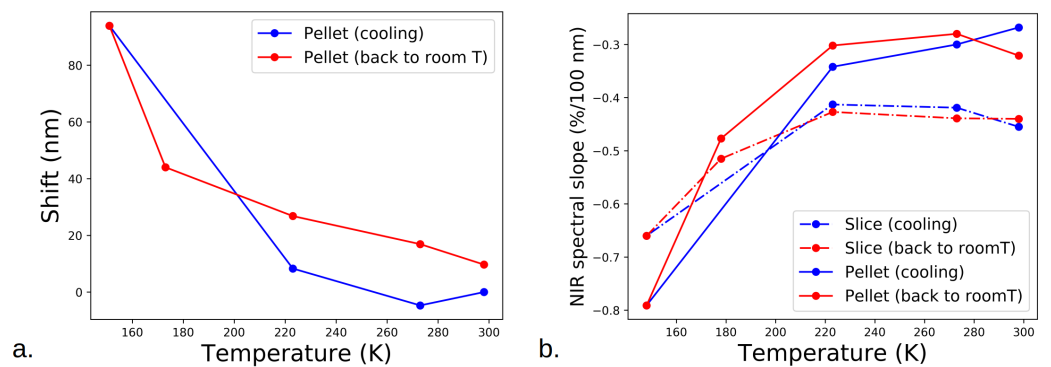 Shift (nm)
80
60
40
20
0
160 180 200 220 240 260 280 300
Temperature (K)
Pellet (cooling)
Pellet (back to room T)
a.
NIR spectral slope (%/100 nm)
−0.3
−0.4
−0.5
−0.6
−0.7
−0.8
160 180 200 220 240 260 280 300
Temperature (K)
Slice (cooling)
Slice (back to roomT)
Pellet (cooling)
Pellet (back to roomT)
b.